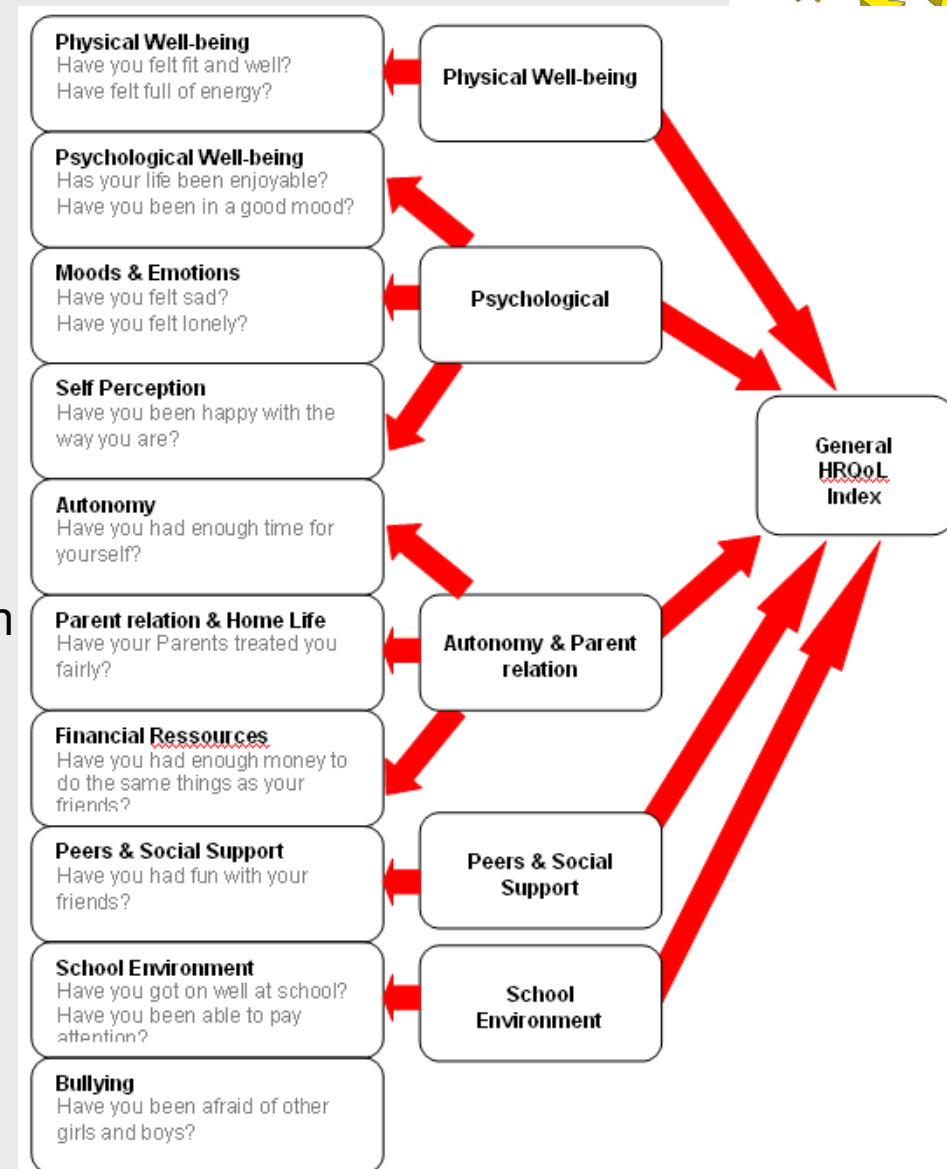 Physical Well-being
Have you felt fit and well?
Have felt full of energy?
Psychological Well-being
Has your life been enjoyable?
Have you been in a good mood?
Moods & Emotions
Have you felt sad?
Have you felt lonely?
Self Perception
Have you been happy with the
way you are?
Autonomy
Have you had enough time for
yourself?
Parent relation & Home Life
Have your Parents treated you
fairly?
Financial Ressources
Have you had enough money to
do the same things as your
friends?
Peers & Social Support
Have you had fun with your
friends?
School Environment
Have you got on well at school?
Have you been able to pay
attention?
Bullying
Have you been afraid of other
girls and boys?
Physical Well-being
Psychological
Autonomy & Parent
relation
Peers & Social
Support
School
Environment
General
HRQoL
Index